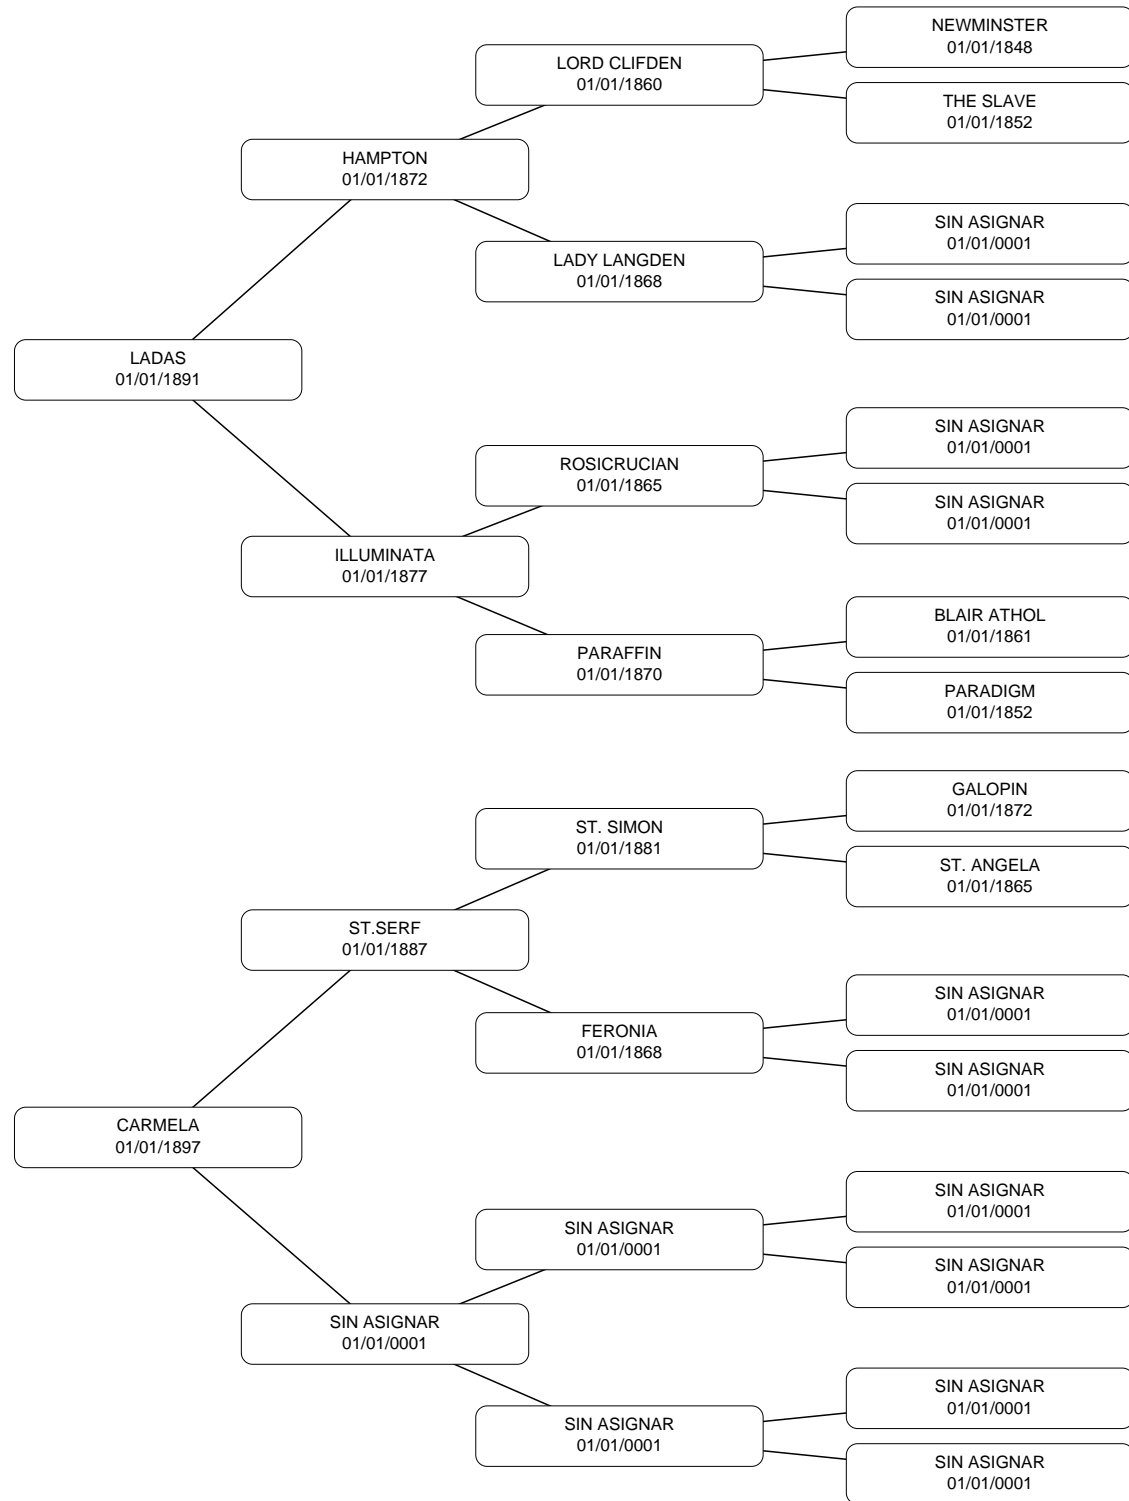 NEWMINSTER
01/01/1848
LORD CLIFDEN
01/01/1860
THE SLAVE
01/01/1852
HAMPTON
01/01/1872
SIN ASIGNAR
01/01/0001
LADY LANGDEN
01/01/1868
SIN ASIGNAR
01/01/0001
LADAS
01/01/1891
SIN ASIGNAR
01/01/0001
ROSICRUCIAN
01/01/1865
SIN ASIGNAR
01/01/0001
ILLUMINATA
01/01/1877
BLAIR ATHOL
01/01/1861
PARAFFIN
01/01/1870
PARADIGM
01/01/1852
GALOPIN
01/01/1872
ST. SIMON
01/01/1881
ST. ANGELA
01/01/1865
ST.SERF
01/01/1887
SIN ASIGNAR
01/01/0001
FERONIA
01/01/1868
SIN ASIGNAR
01/01/0001
CARMELA
01/01/1897
SIN ASIGNAR
01/01/0001
SIN ASIGNAR
01/01/0001
SIN ASIGNAR
01/01/0001
SIN ASIGNAR
01/01/0001
SIN ASIGNAR
01/01/0001
SIN ASIGNAR
01/01/0001
SIN ASIGNAR
01/01/0001